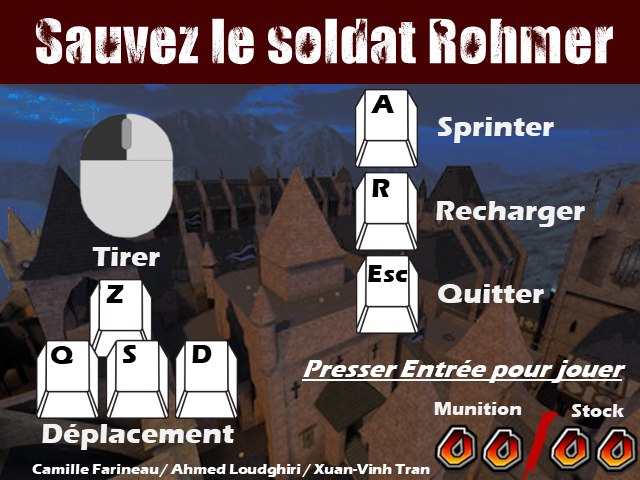 Sauvez le soldat Rohmer
A
Sprinter
R
Recharger
Tirer
Esc
Quitter
Z
Q S D
Déplacement
Presser Entrée pour jouer
Munition Stock
Camille Farineau / Ahmed Loudghiri / Xuan-Vinh Tran